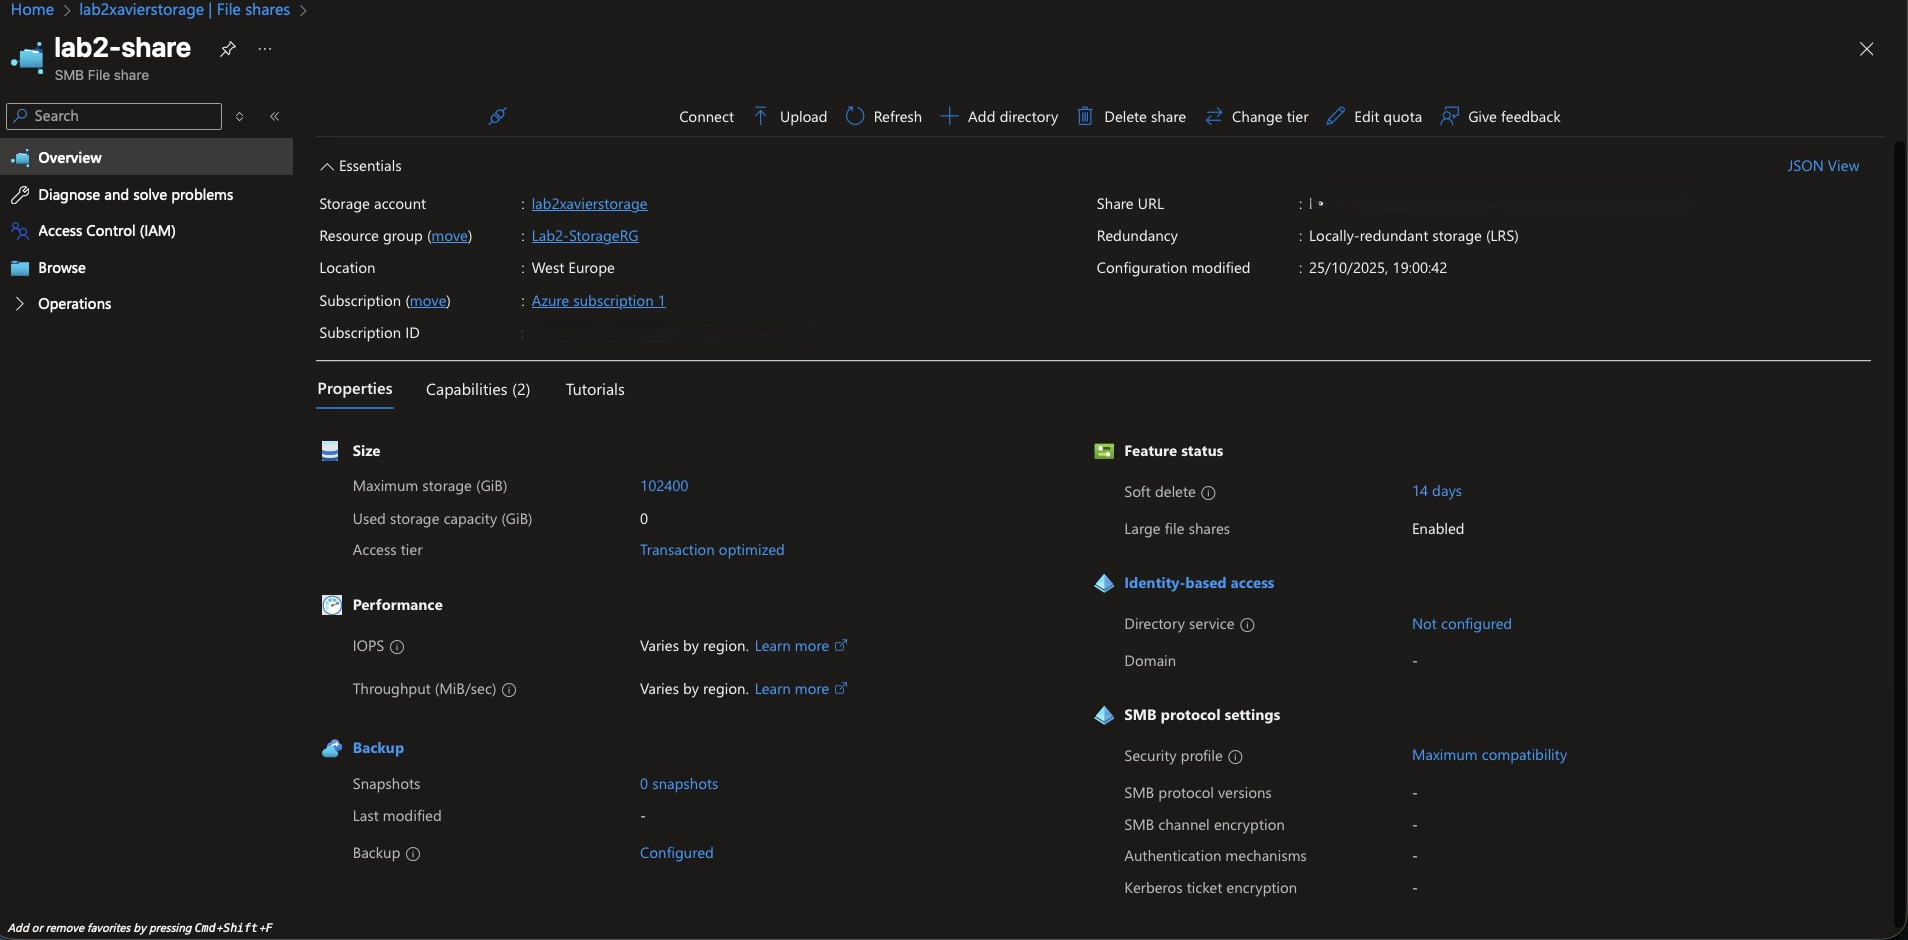 Home > lab2xavierstorage | File shares >
lab2-share
SMB File share
Search
Connect Upload Refresh Add directory Delete share Change tier Edit quota Give feedback
Overview
Diagnose and solve problems
Access Control (IAM)
Browse
Operations
Essentials
JSON View
Storage account : lab2xavierstorage
Resource group (move) : Lab2-StorageRG
Location : West Europe
Subscription (move) : Azure subscription 1
Subscription ID :
Share URL :
Redundancy : Locally-redundant storage (LRS)
Configuration modified : 25/10/2025, 19:00:42
Properties Capabilities (2) Tutorials
Size
Maximum storage (GiB) 102400
Used storage capacity (GiB) 0
Access tier Transaction optimized
Performance
IOPS Varies by region. Learn more
Throughput (MiB/sec) Varies by region. Learn more
Backup
Snapshots 0 snapshots
Last modified -
Backup Configured
Feature status
Soft delete 14 days
Large file shares Enabled
Identity-based access
Directory service Not configured
Domain -
SMB protocol settings
Security profile Maximum compatibility
SMB protocol versions -
SMB channel encryption -
Authentication mechanisms -
Kerberos ticket encryption -
Add or remove favorites by pressing Cmd+Shift+F